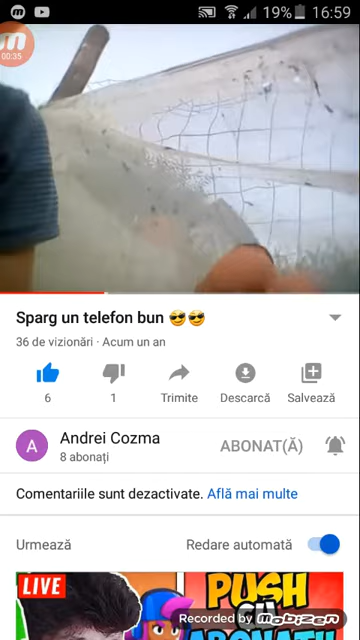 19% 16:59
00:35
Sparg un telefon bun 😎😎
36 de vizionări · Acum un an
6
1
Trimite
Descarcă
Salvează
A
Andrei Cozma
8 abonați
ABONAT(Ă)
Comentariile sunt dezactivate. Află mai multe
Urmează
Redare automată
LIVE
PUSH
CU
Recorded by mobizen